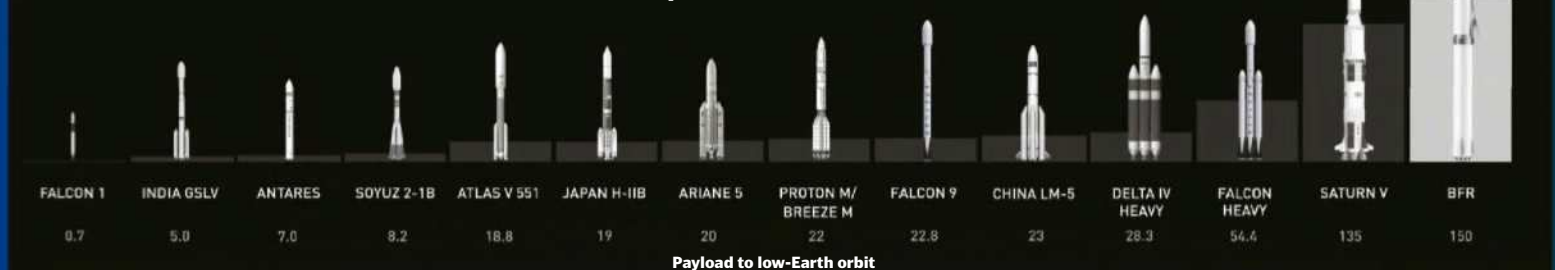 FALCON 1 INDIA GSLV ANTARES SOYUZ 2-1B ATLAS V 551 JAPAN H-IIB ARIANE 5 PROTON M/ BREEZE M FALCON 9 CHINA LM-5 DELTA IV HEAVY FALCON HEAVY SATURN V BFR
0.7 5.0 7.0 8.2 18.8 19 20 22 22.8 23 28.3 54.4 135 150
Payload to low-Earth orbit